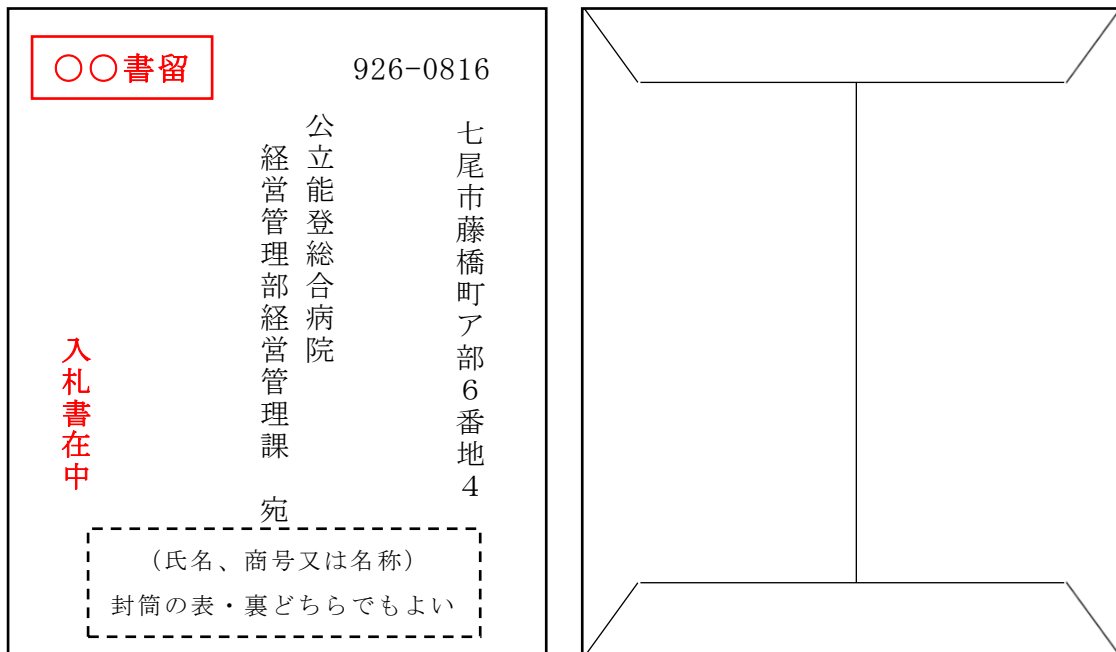 〇〇書留
926-0816
七尾市藤橋町ア部６番地４
公立能登総合病院
経営管理部経営管理課　宛
入札書在中
（氏名、商号又は名称）
封筒の表・裏どちらでもよい